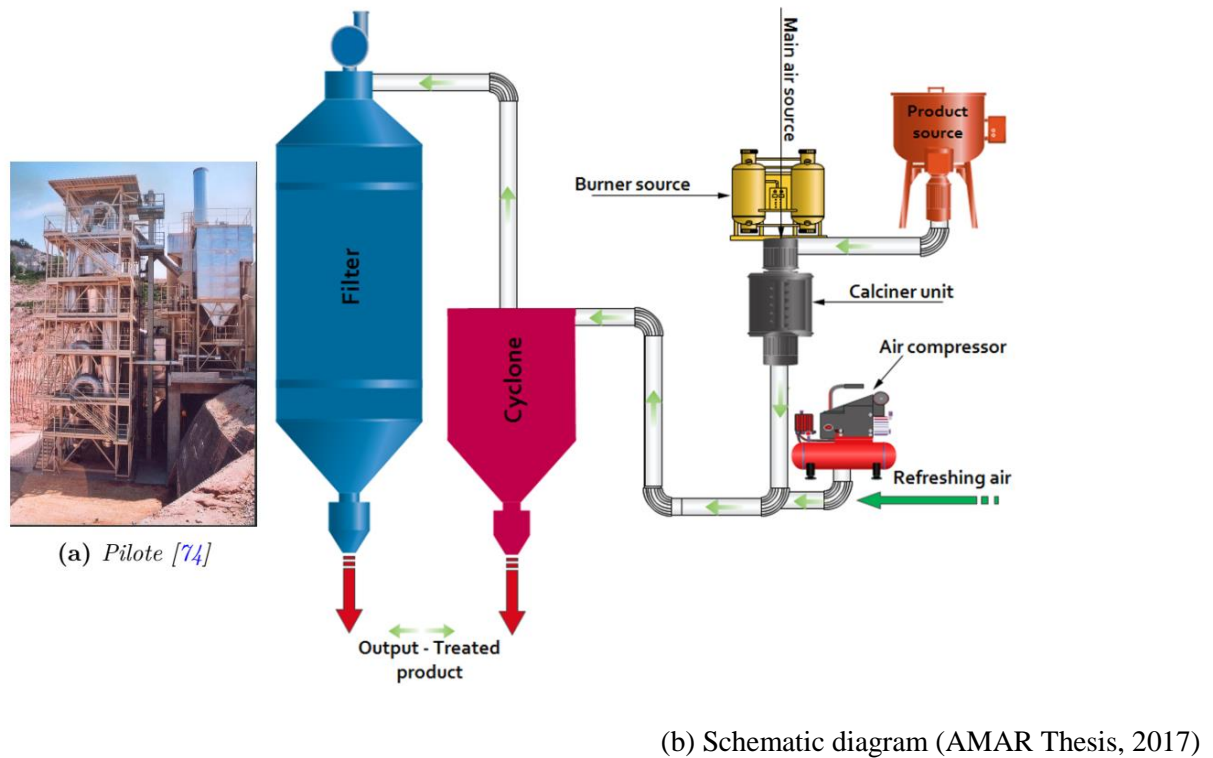 Main air source
Product
source
Burner source
Filter
Calciner unit
Air compressor
Cyclone
Refreshing air
(a) Pilote [74]
Output - Treated
product
(b) Schematic diagram (AMAR Thesis, 2017)